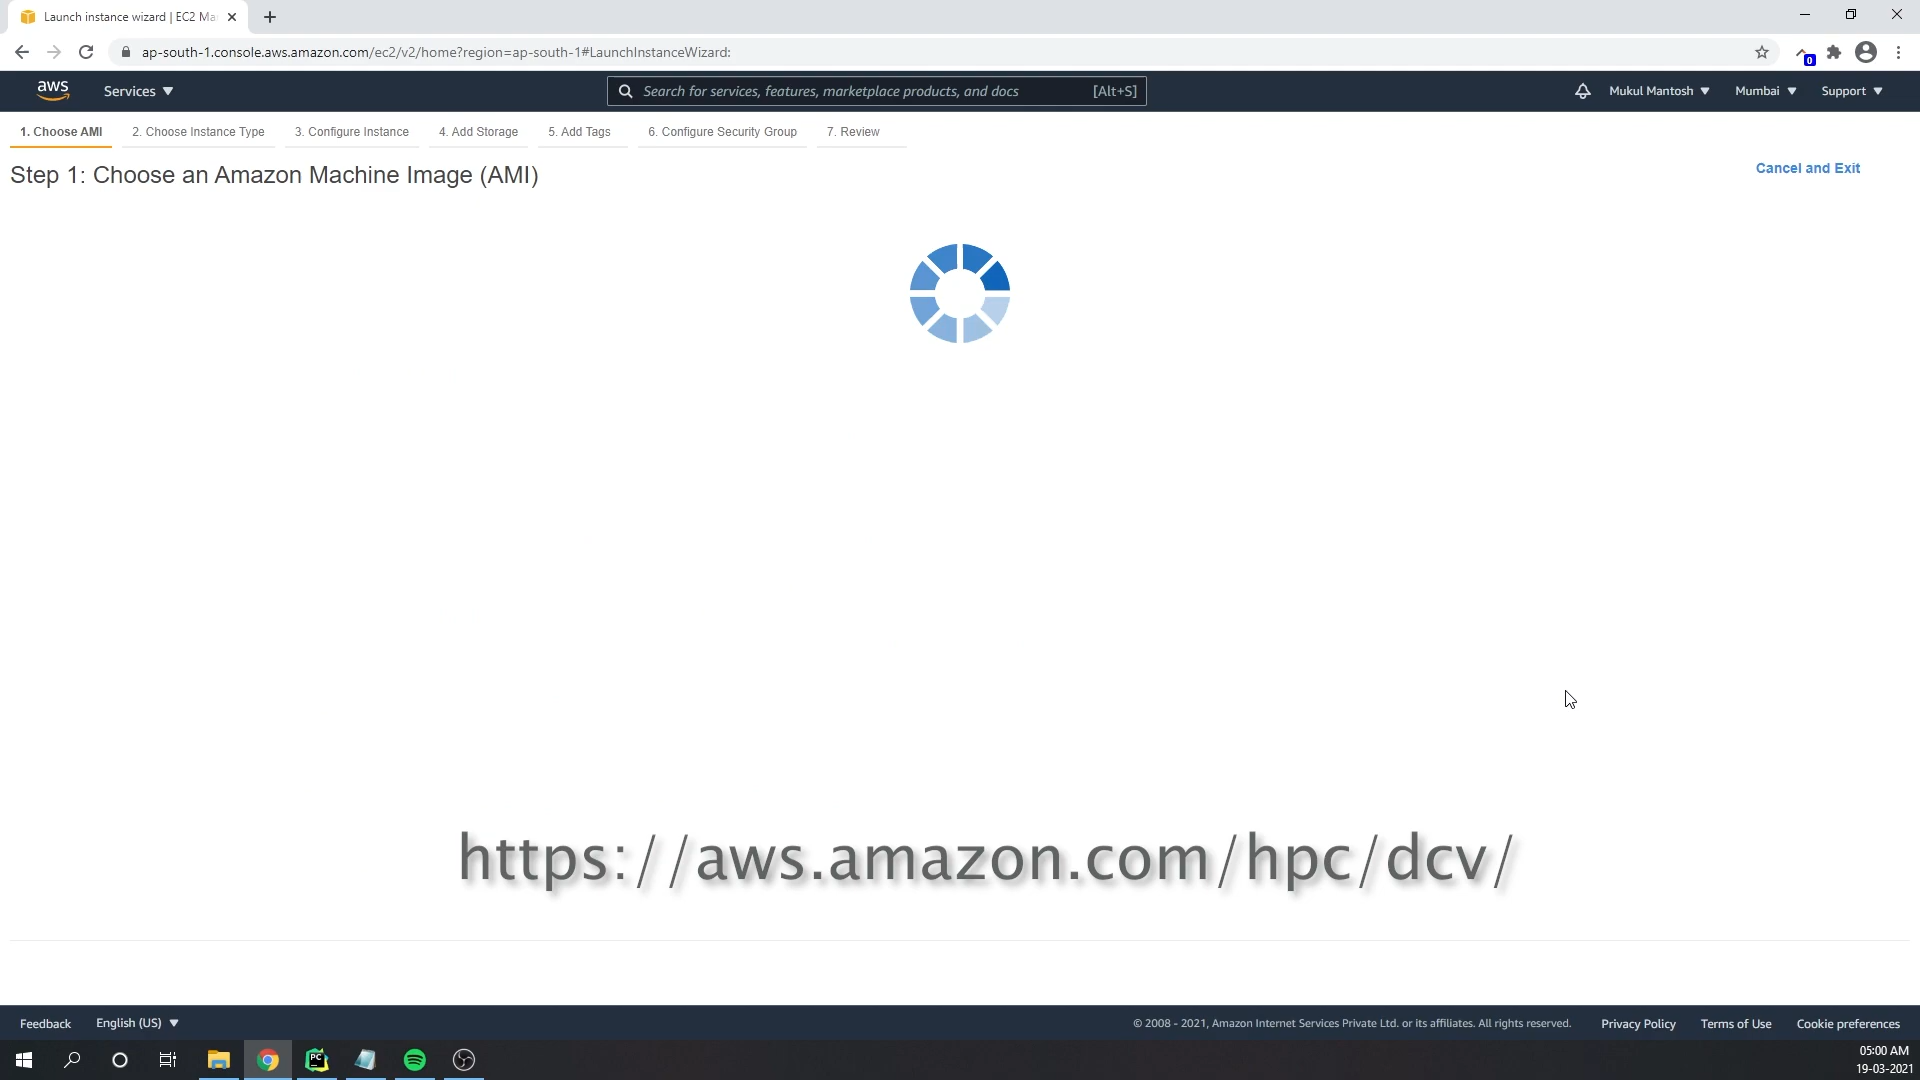 Launch instance wizard | EC2 Ma
ap-south-1.console.aws.amazon.com/ec2/v2/home?region=ap-south-1#LaunchInstanceWizard:
0
aws
Services
Search for services, features, marketplace products, and docs
[Alt+S]
Mukul Mantosh
Mumbai
Support
1. Choose AMI
2. Choose Instance Type
3. Configure Instance
4. Add Storage
5. Add Tags
6. Configure Security Group
7. Review
Step 1: Choose an Amazon Machine Image (AMI)
Cancel and Exit
https://aws.amazon.com/hpc/dcv/
Feedback
English (US)
© 2008 - 2021, Amazon Internet Services Private Ltd. or its affiliates. All rights reserved.
Privacy Policy
Terms of Use
Cookie preferences
PC
05:00 AM
19-03-2021